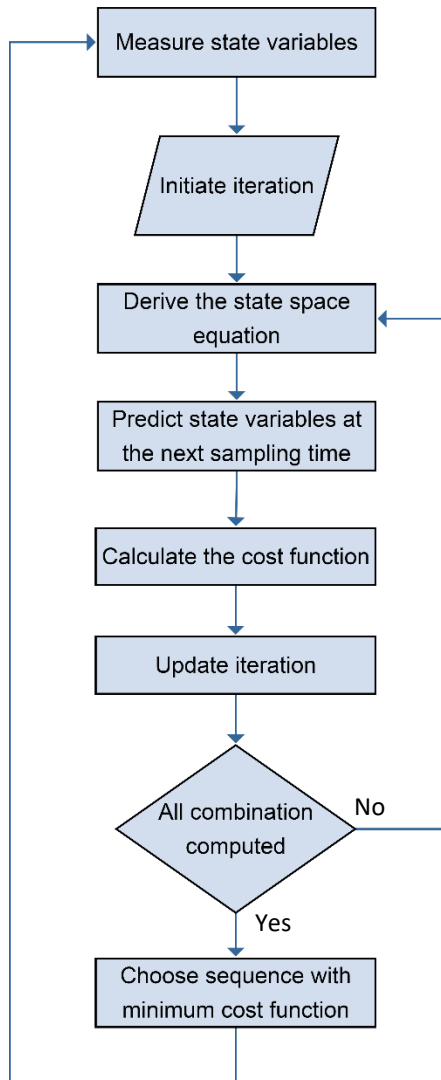 Measure state variables
Initiate iteration
Derive the state space
equation
Predict state variables at
the next sampling time
Calculate the cost function
Update iteration
All combination
computed
No
Yes
Choose sequence with
minimum cost function